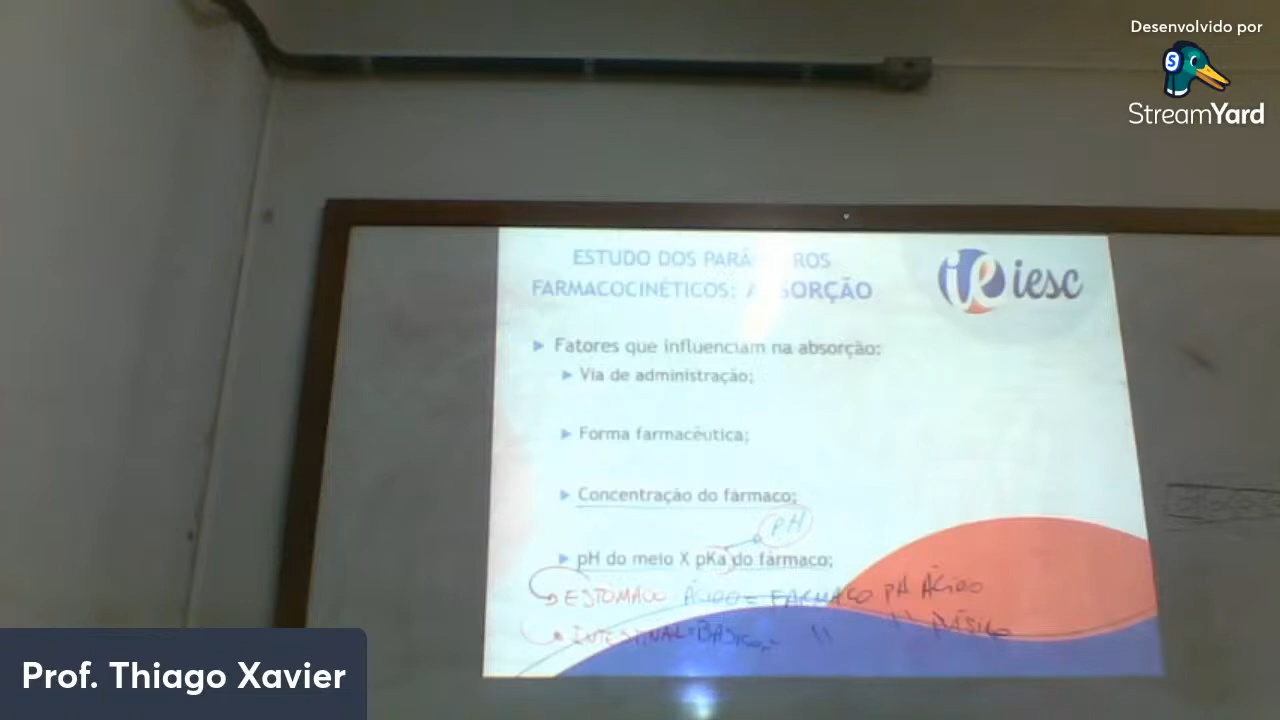 Desenvolvido por
StreamYard
ESTUDO DOS PARÂ ROS
FARMACOCINÉTICOS: ABSORÇÃO
iesc
Fatores que influenciam na absorção:
Via de administração;
Forma farmacêutica;
Concentração do fármaco;
PH
pH do meio X pKa do fármaco;
ESTÔMAGO ÁCIDO = FÁRMACO PH ÁCIDO
INTESTINAL = BÁSICO = " " BÁSICO
Prof. Thiago Xavier